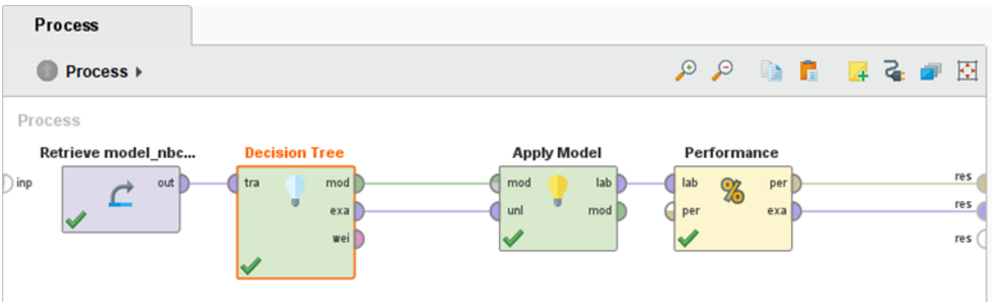 Process
Process
Process
Retrieve model_nbc...
Decision Tree
Apply Model
Performance
inp
out
tra
mod
exa
wei
mod
unl
lab
mod
lab
per
%
per
exa
res
res
res